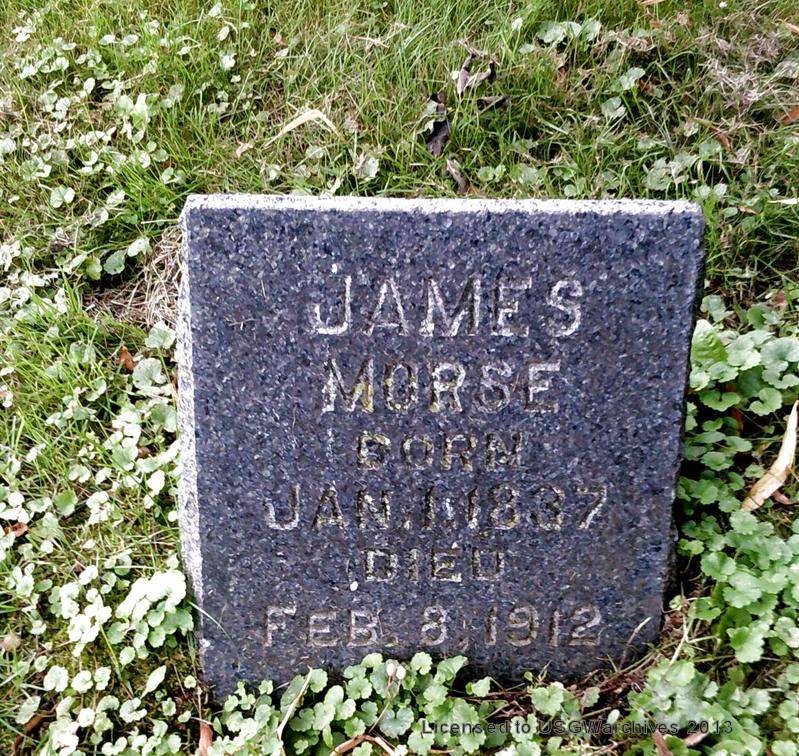 JAMES
MORSE
BORN
JAN. 1, 1837
DIED
FEB. 8, 1912
Licensed to USGWarchives 2013